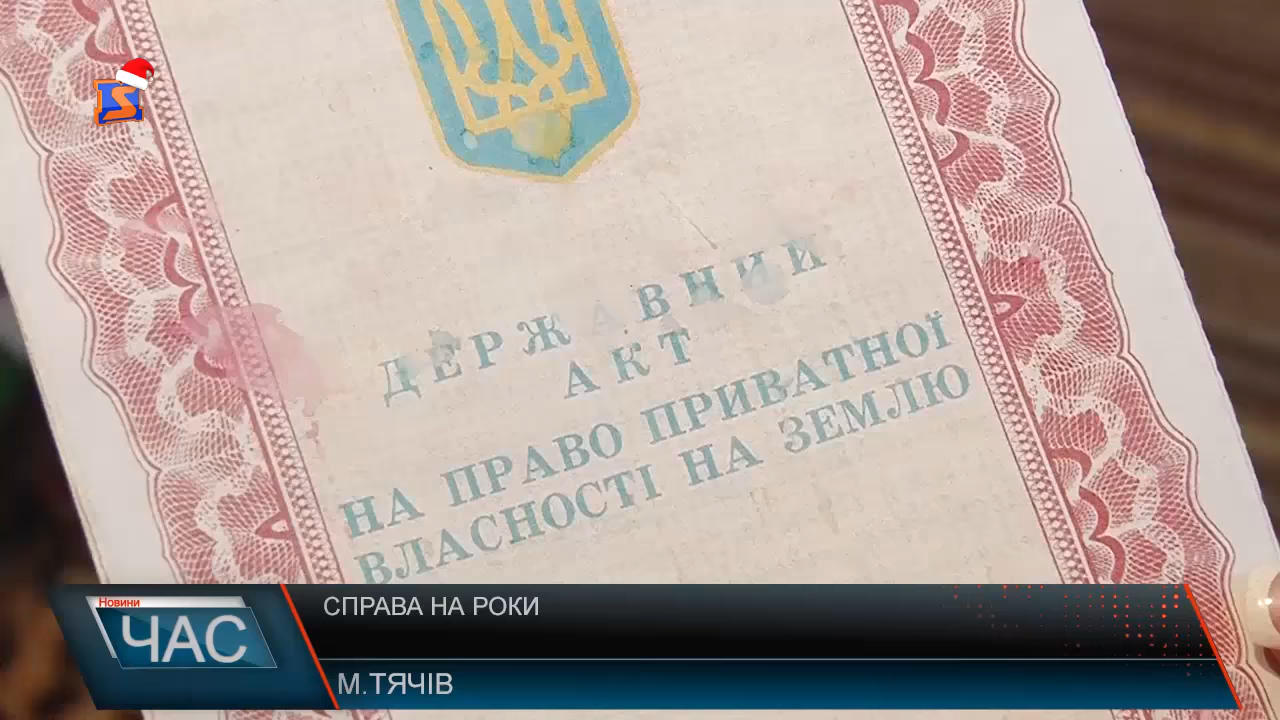 ДЕРЖАВНИЙ
АКТ
НА ПРАВО ПРИВАТНОЇ
ВЛАСНОСТІ НА ЗЕМЛЮ
Новини
ЧАС
СПРАВА НА РОКИ
М.ТЯЧІВ